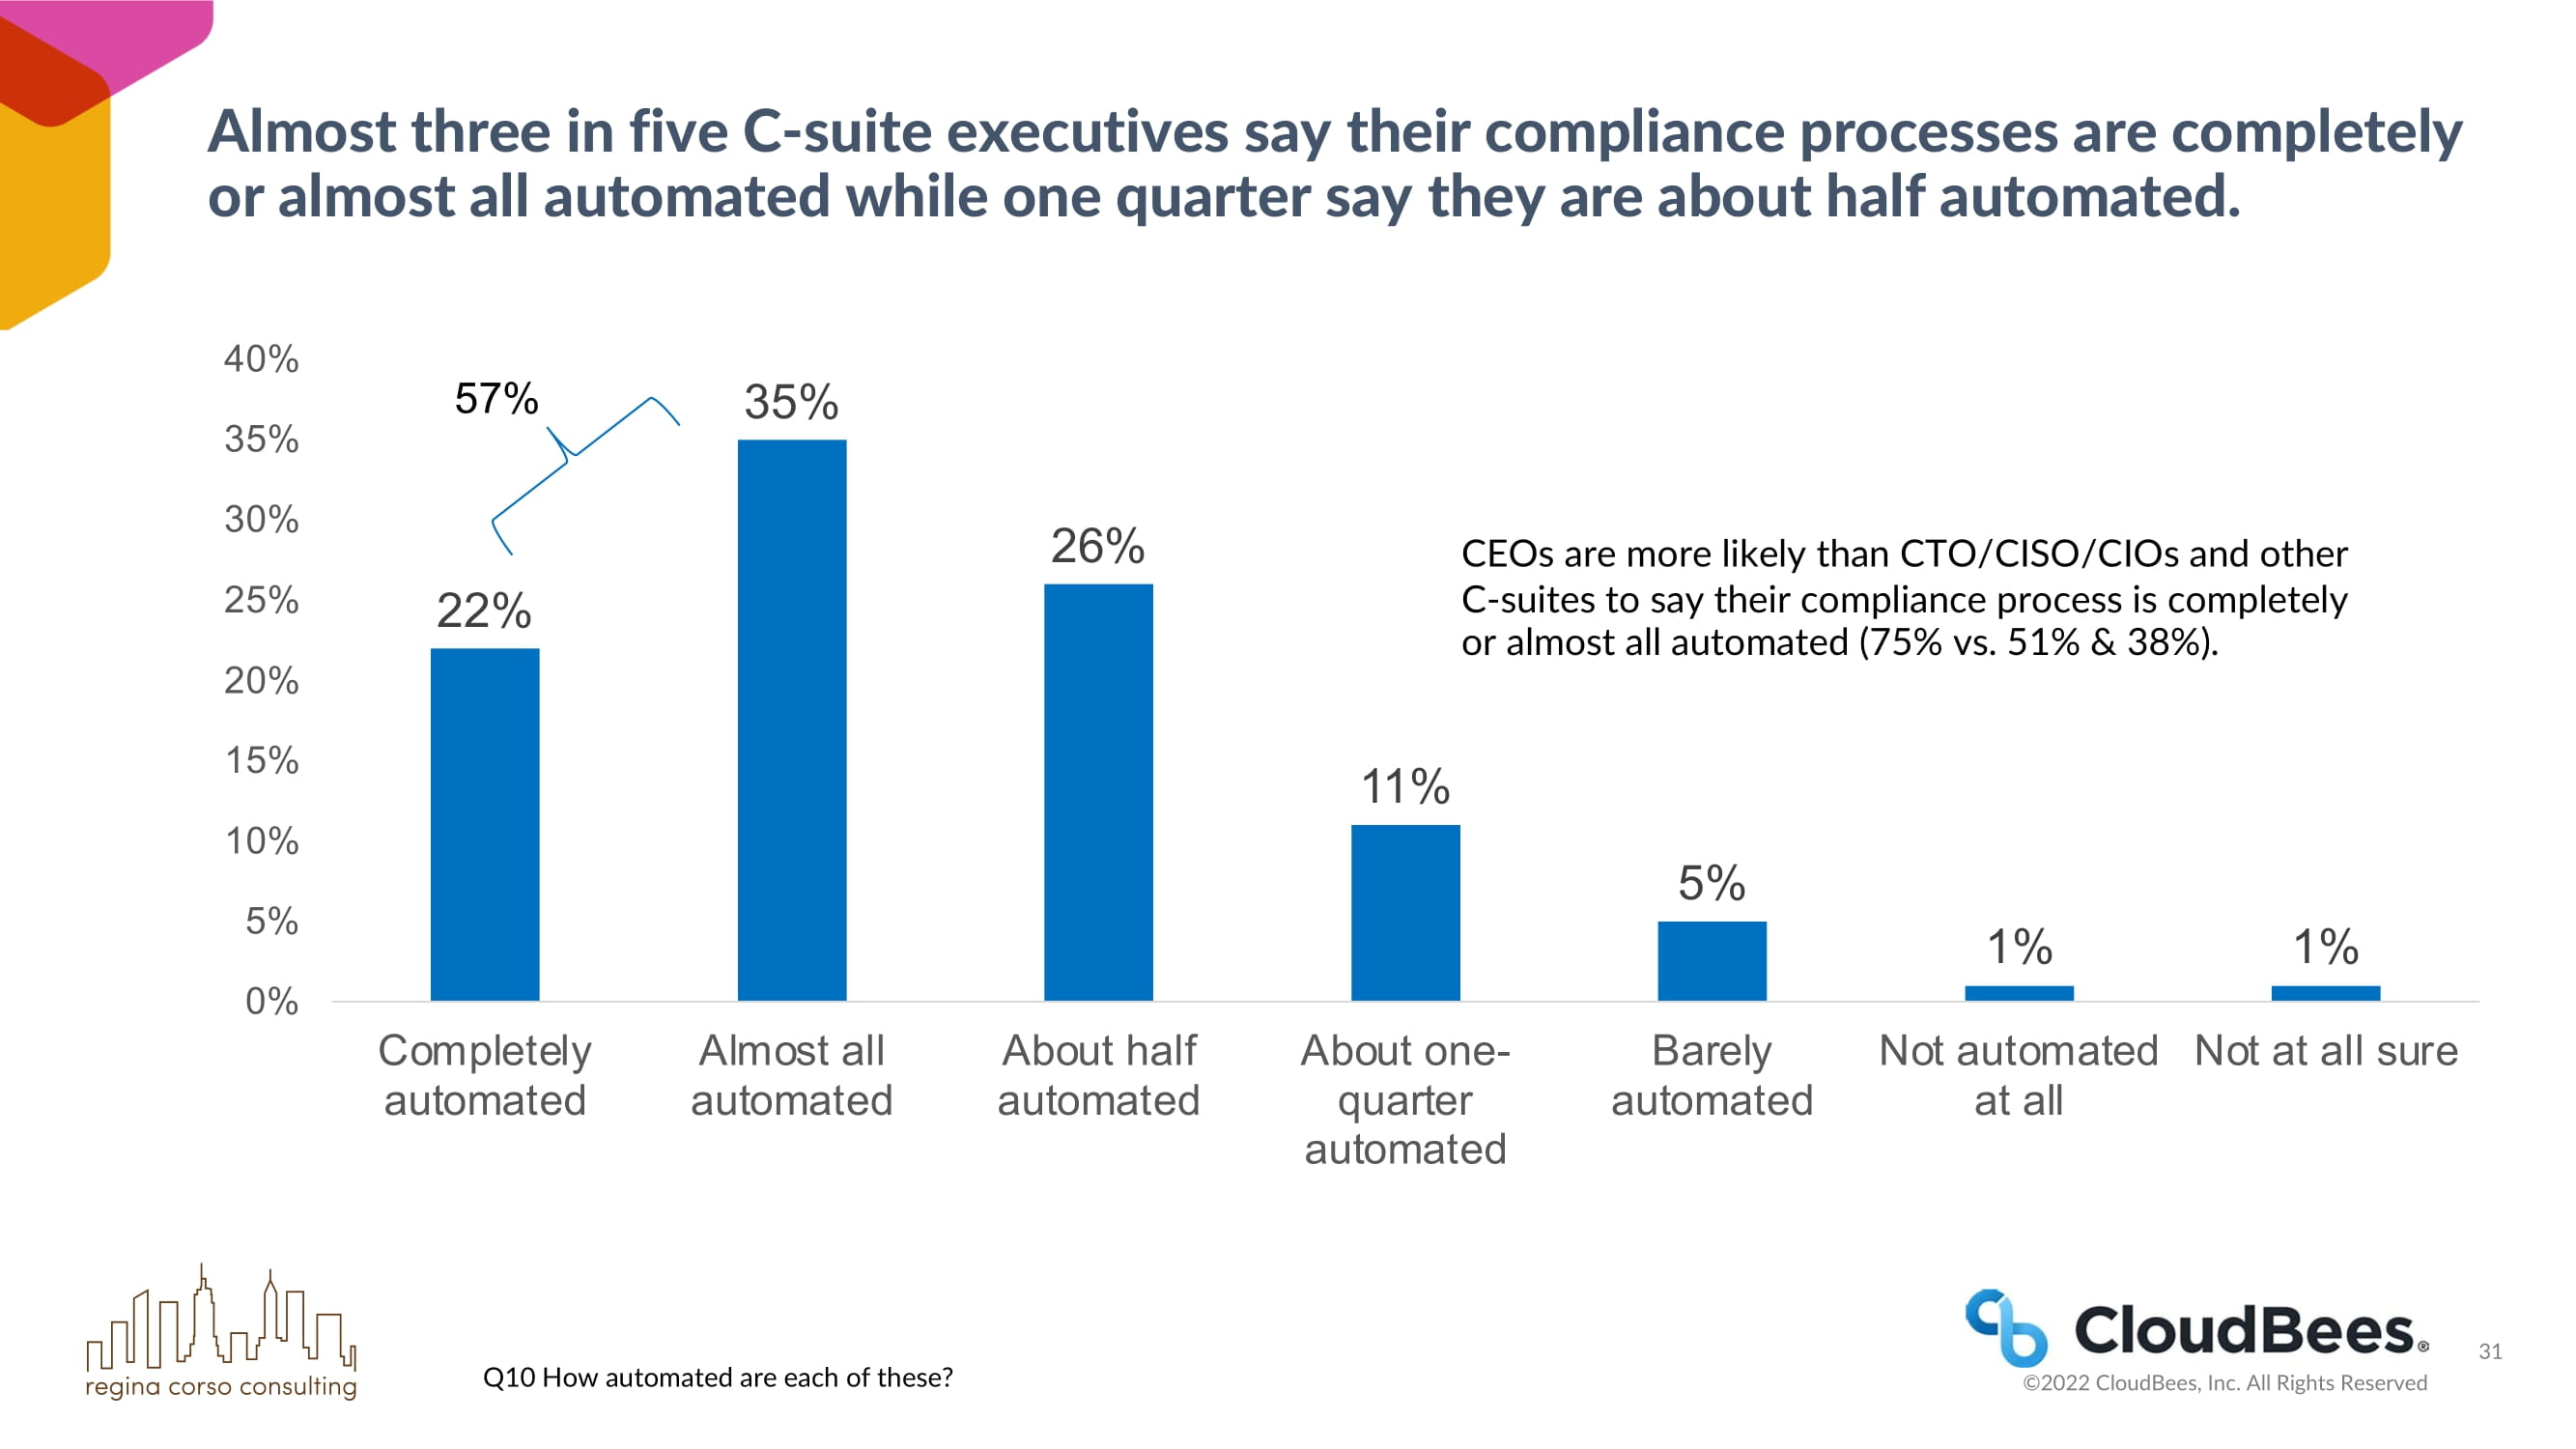 Almost three in five C-suite executives say their compliance processes are completely
or almost all automated while one quarter say they are about half automated.
40%
35%
30%
25%
20%
15%
10%
5%
0%
57%
22%
35%
26%
11%
5%
1%
1%
CEOs are more likely than CTO/CISO/CIOs and other
C-suites to say their compliance process is completely
or almost all automated (75% vs. 51% & 38%).
Completely
automated
Almost all
automated
About half
automated
About one-
quarter
automated
Barely
automated
Not automated
at all
Not at all sure
regina corso consulting
Q10 How automated are each of these?
CloudBees®
31
©2022 CloudBees, Inc. All Rights Reserved